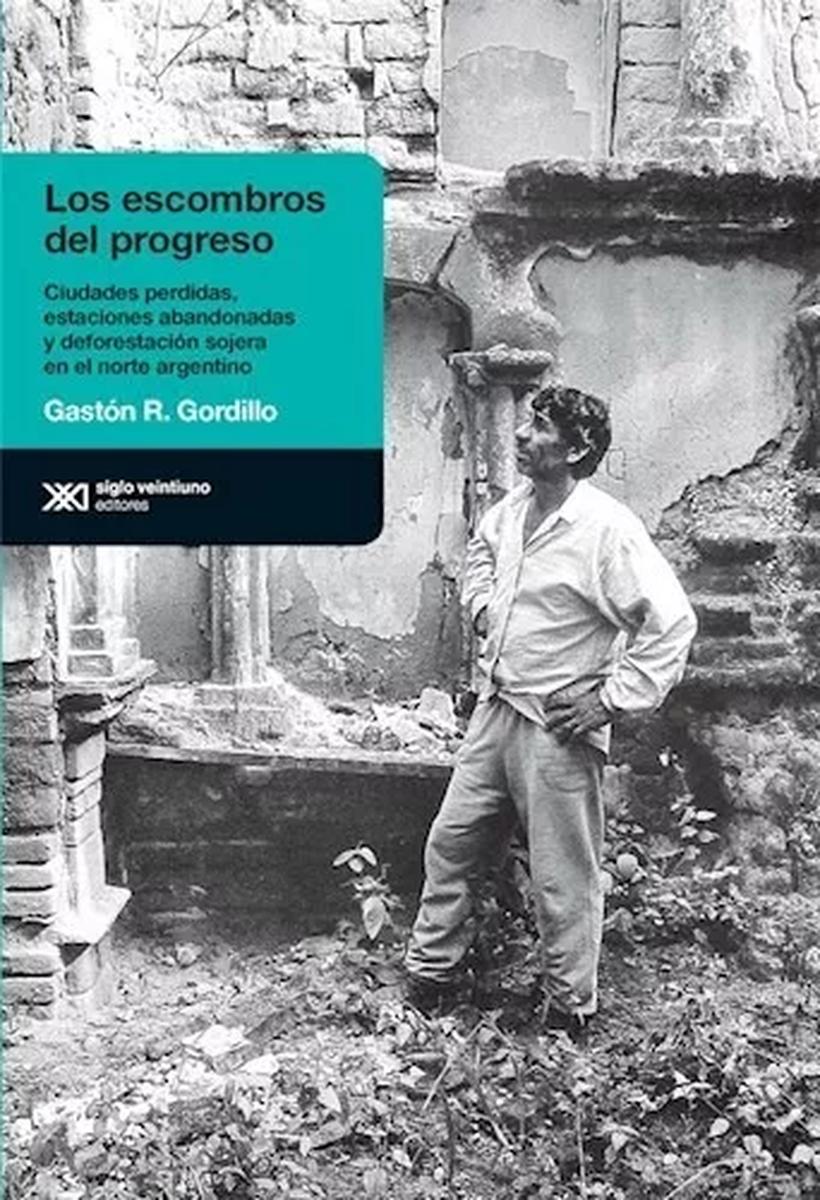 Los escombros
del progreso
Ciudades perdidas,
estaciones abandonadas
y deforestación sojera
en el norte argentino
Gastón R. Gordillo
siglo veintiuno
editores